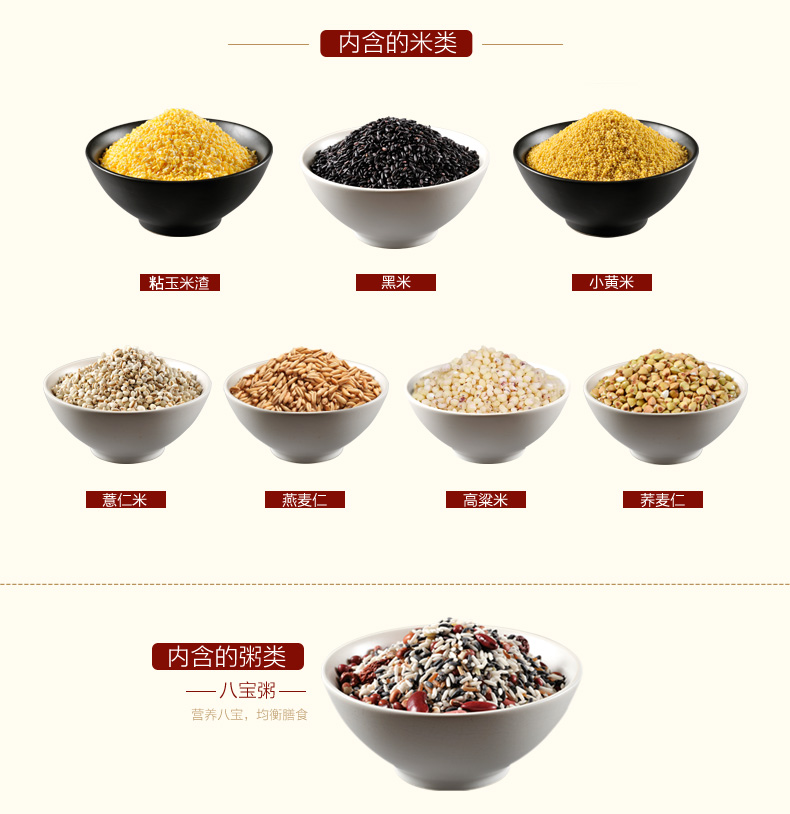 内含的米类
粘玉米渣
黑米
小黄米
薏仁米
燕麦仁
高粱米
荞麦仁
内含的粥类
八宝粥
营养八宝，均衡膳食